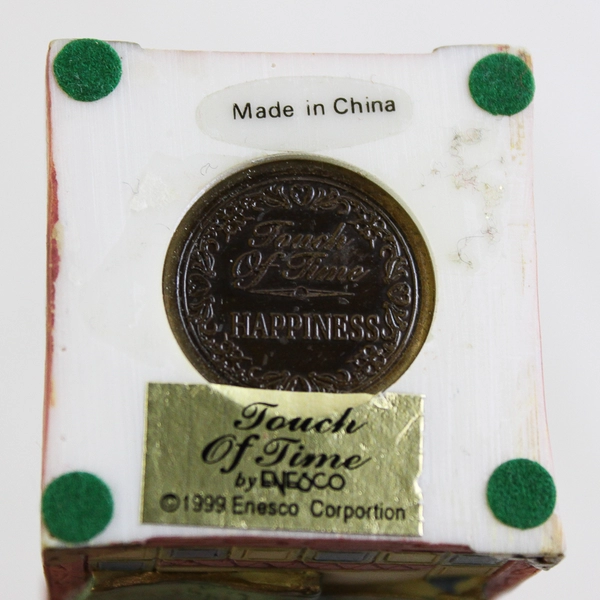 Made in China
Touch
Of Time
HAPPINESS
Touch
Of Time
by ENESCO
©1999 Enesco Corportion